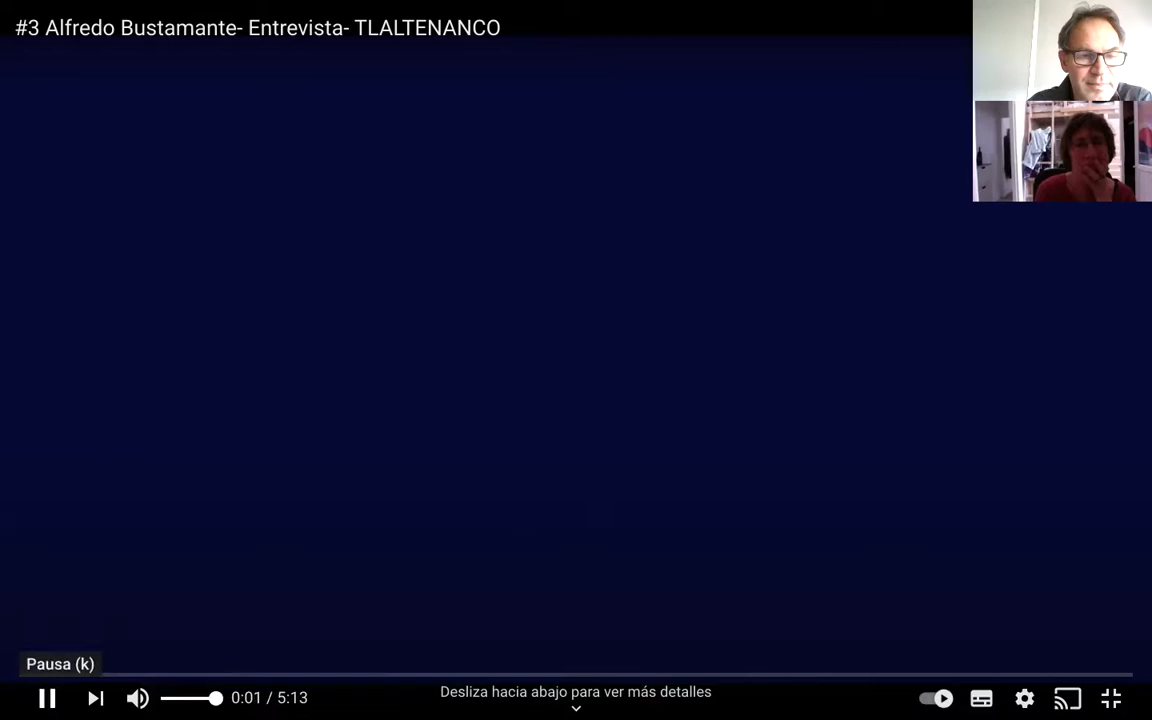 #3 Alfredo Bustamante- Entrevista- TLALTENANCO
Pausa (k)
0:01 / 5:13
Desliza hacia abajo para ver más detalles